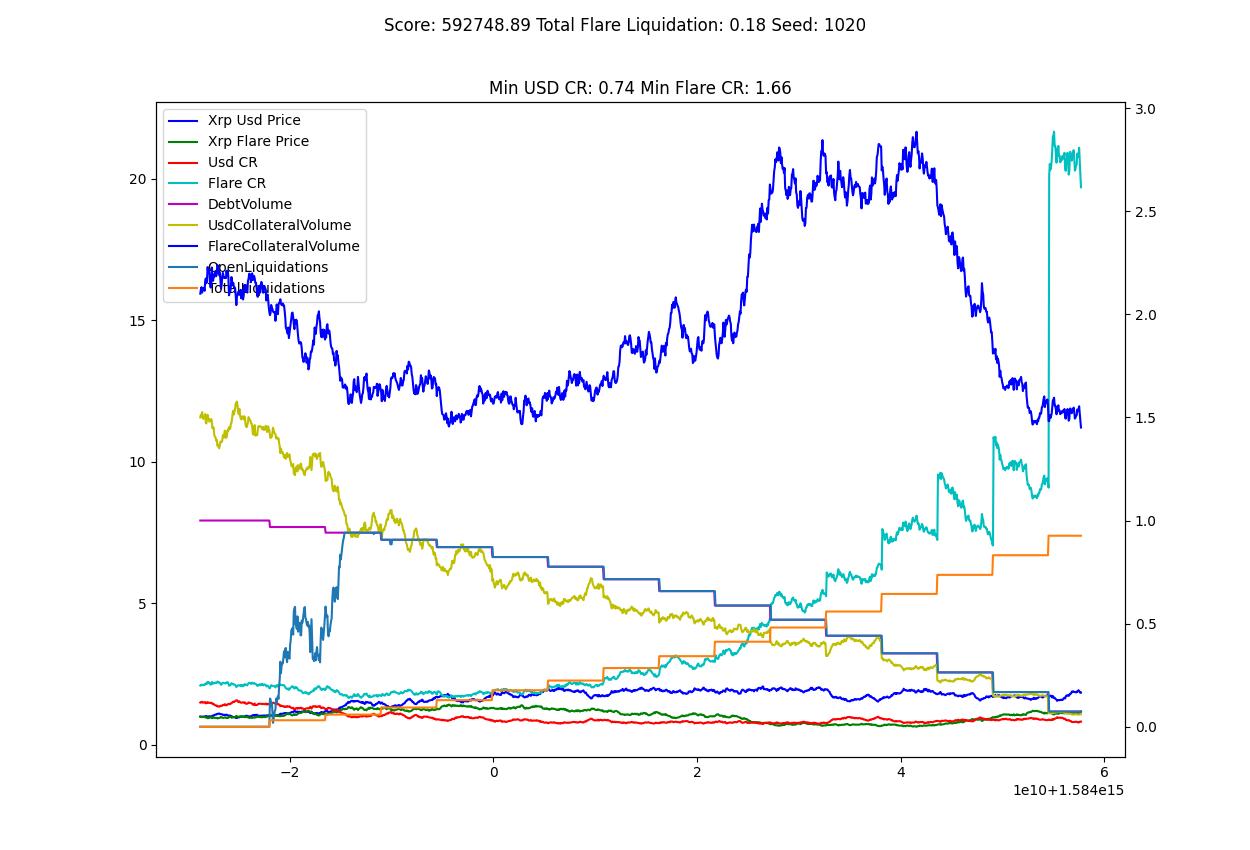 Score: 592748.89 Total Flare Liquidation: 0.18 Seed: 1020
Min USD CR: 0.74 Min Flare CR: 1.66
Xrp Usd Price
Xrp Flare Price
Usd CR
Flare CR
DebtVolume
UsdCollateralVolume
FlareCollateralVolume
OpenLiquidations
TotalLiquidations
20
15
10
5
0
3.0
2.5
2.0
1.5
1.0
0.5
0.0
−2 0 2 4 6
1e10+1.584e15